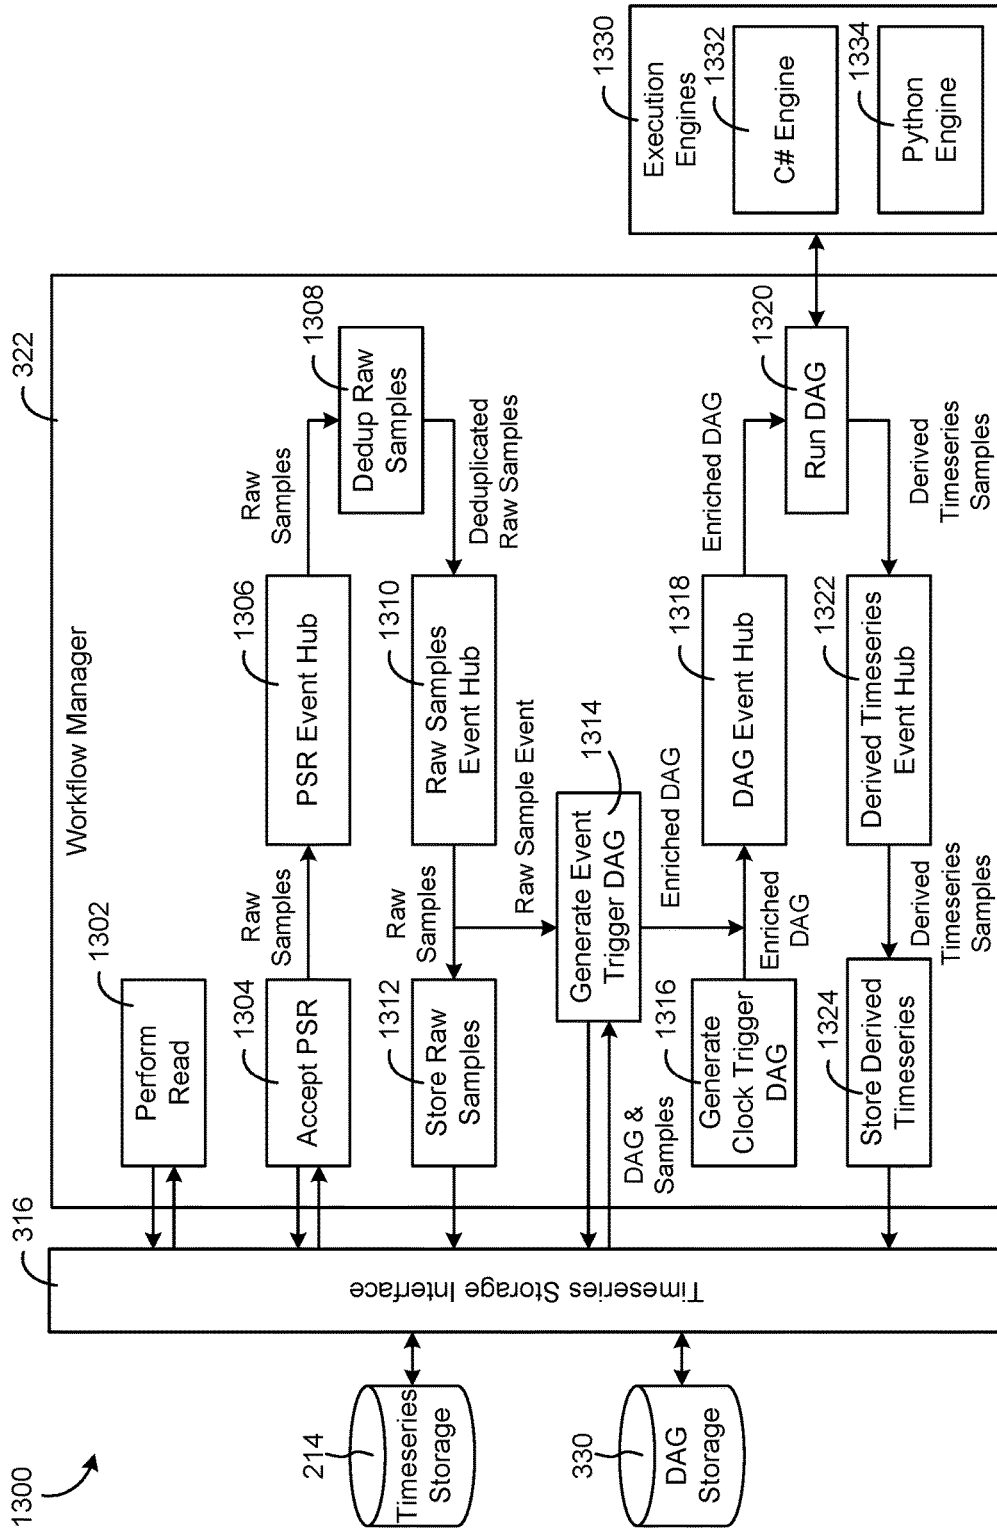 1300
316
322
Workflow Manager
1302
Perform
Read
1304
Accept PSR
Raw
Samples
1306
PSR Event Hub
Raw
Samples
1308
Dedup Raw
Samples
Deduplicated
Raw Samples
1310
Raw Samples
Event Hub
Raw
Samples
1312
Store Raw
Samples
Raw Sample Event
Generate Event
Trigger DAG
1314
DAG &
Samples
Enriched DAG
1316
Generate
Clock Trigger
DAG
Enriched
DAG
1318
DAG Event Hub
Enriched DAG
1320
Run DAG
Derived
Timeseries
Samples
1322
Derived Timeseries
Event Hub
Derived
Timeseries
Samples
1324
Store Derived
Timeseries
Timeseries Storage Interface
214
Timeseries
Storage
330
DAG
Storage
1330
Execution
Engines
1332
C# Engine
1334
Python
Engine